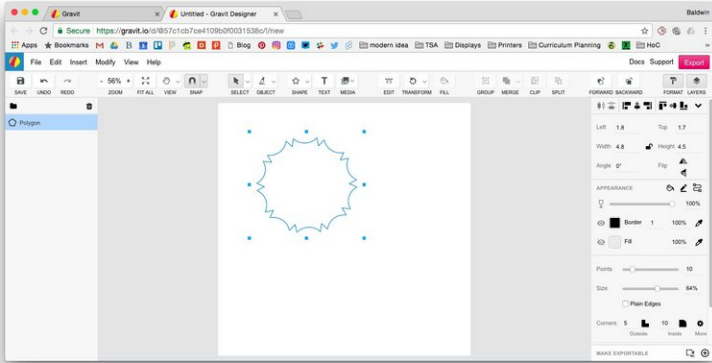 Gravit
Untitled - Gravit Designer
Baldwin
Secure https://gravit.io/d/@57c1cb7ce4109b0f0031538c/!/new
Apps Bookmarks Blog modern idea TSA Displays Printers Curriculum Planning HoC
File Edit Insert Modify View Help Docs Support Export
- 56% +
SAVE UNDO REDO ZOOM FIT ALL VIEW SNAP SELECT OBJECT SHAPE TEXT MEDIA EDIT TRANSFORM FILL GROUP MERGE CLIP SPLIT FORWARD BACKWARD FORMAT LAYERS
Polygon
Left 1.8 Top 1.7
Width 4.8 Height 4.5
Angle 0° Flip
APPEARANCE
100%
Border 1 100%
Fill 100%
Points 10
Size 64%
Plain Edges
Corners 5 10
Outside Inside More
MAKE EXPORTABLE